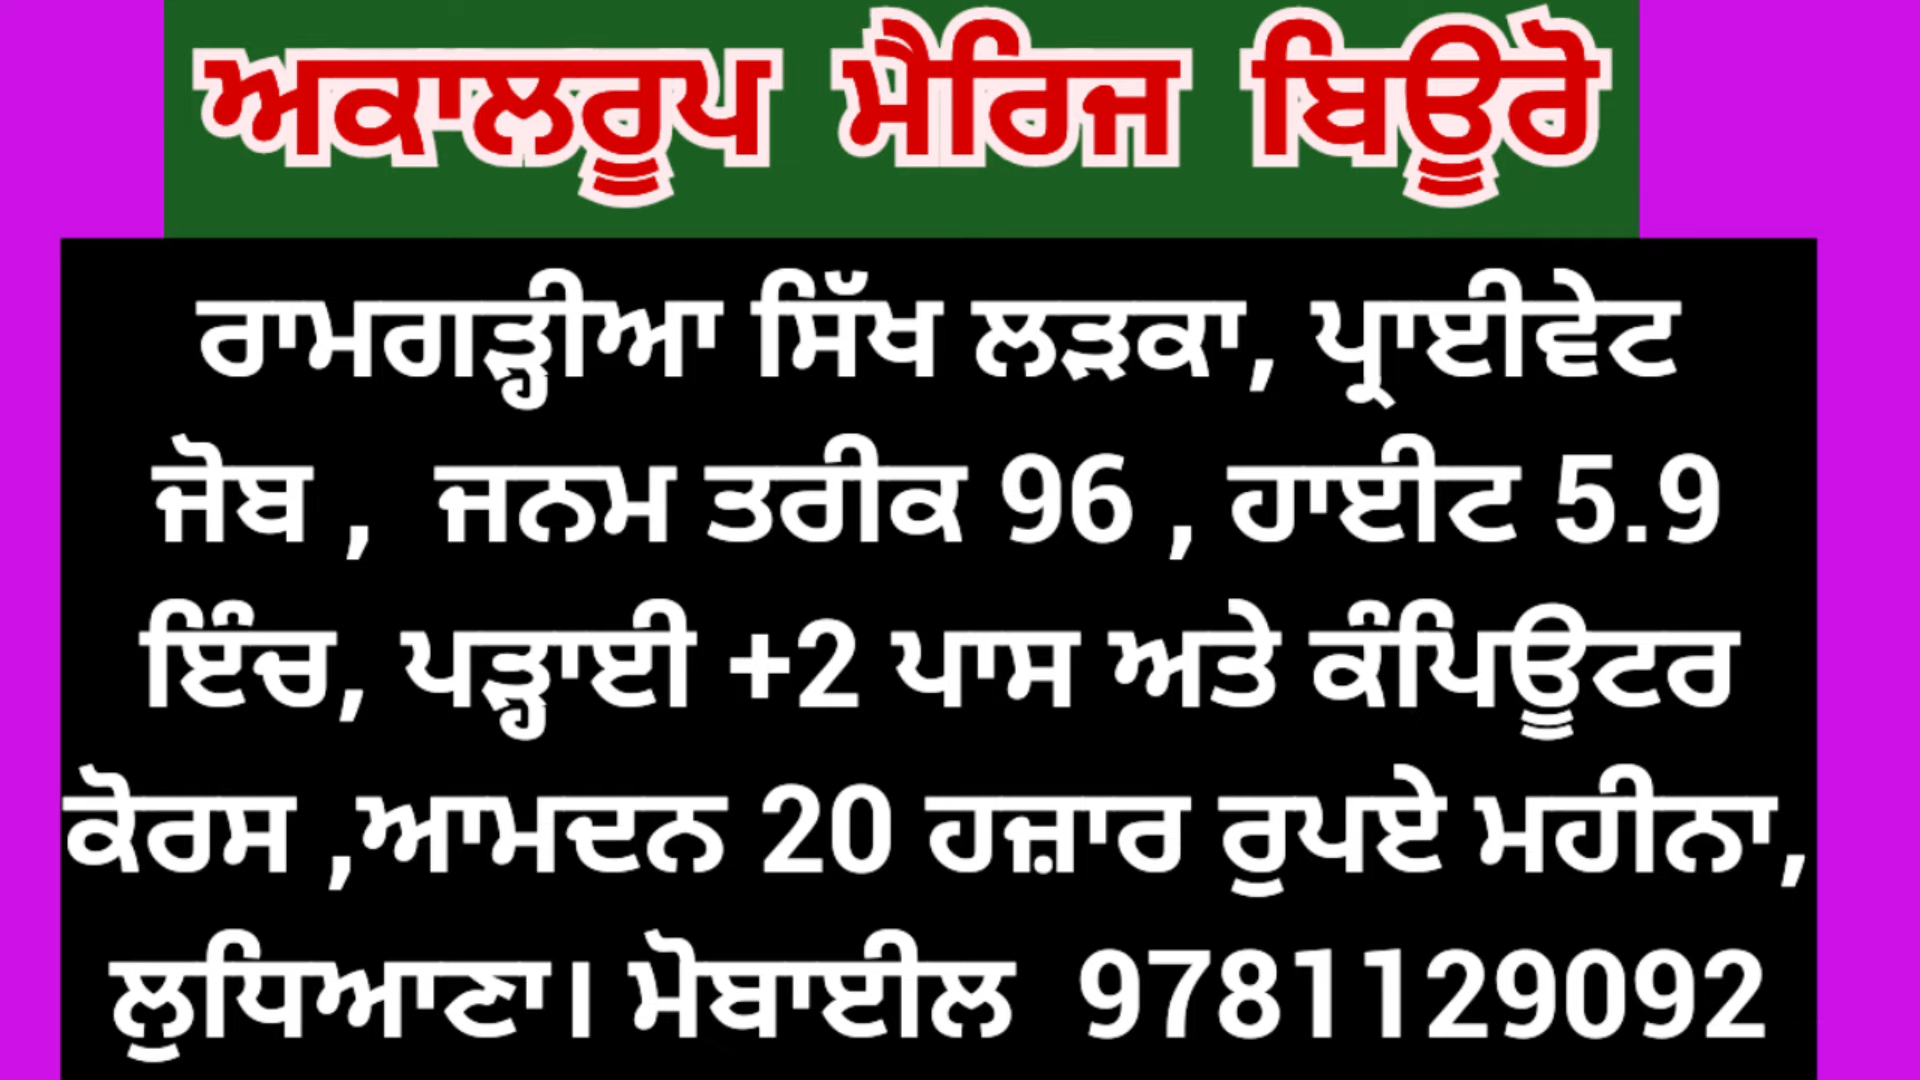 ਅਕਾਲਰੂਪ ਮੈਰਿਜ ਬਿਊਰੋ
ਰਾਮਗੜ੍ਹੀਆ ਸਿੱਖ ਲੜਕਾ, ਪ੍ਰਾਈਵੇਟ
ਜੋਬ , ਜਨਮ ਤਰੀਕ 96 , ਹਾਈਟ 5.9
ਇੰਚ, ਪੜ੍ਹਾਈ +2 ਪਾਸ ਅਤੇ ਕੰਪਿਊਟਰ
ਕੋਰਸ ,ਆਮਦਨ 20 ਹਜ਼ਾਰ ਰੁਪਏ ਮਹੀਨਾ,
ਲੁਧਿਆਣਾ। ਮੋਬਾਈਲ 9781129092